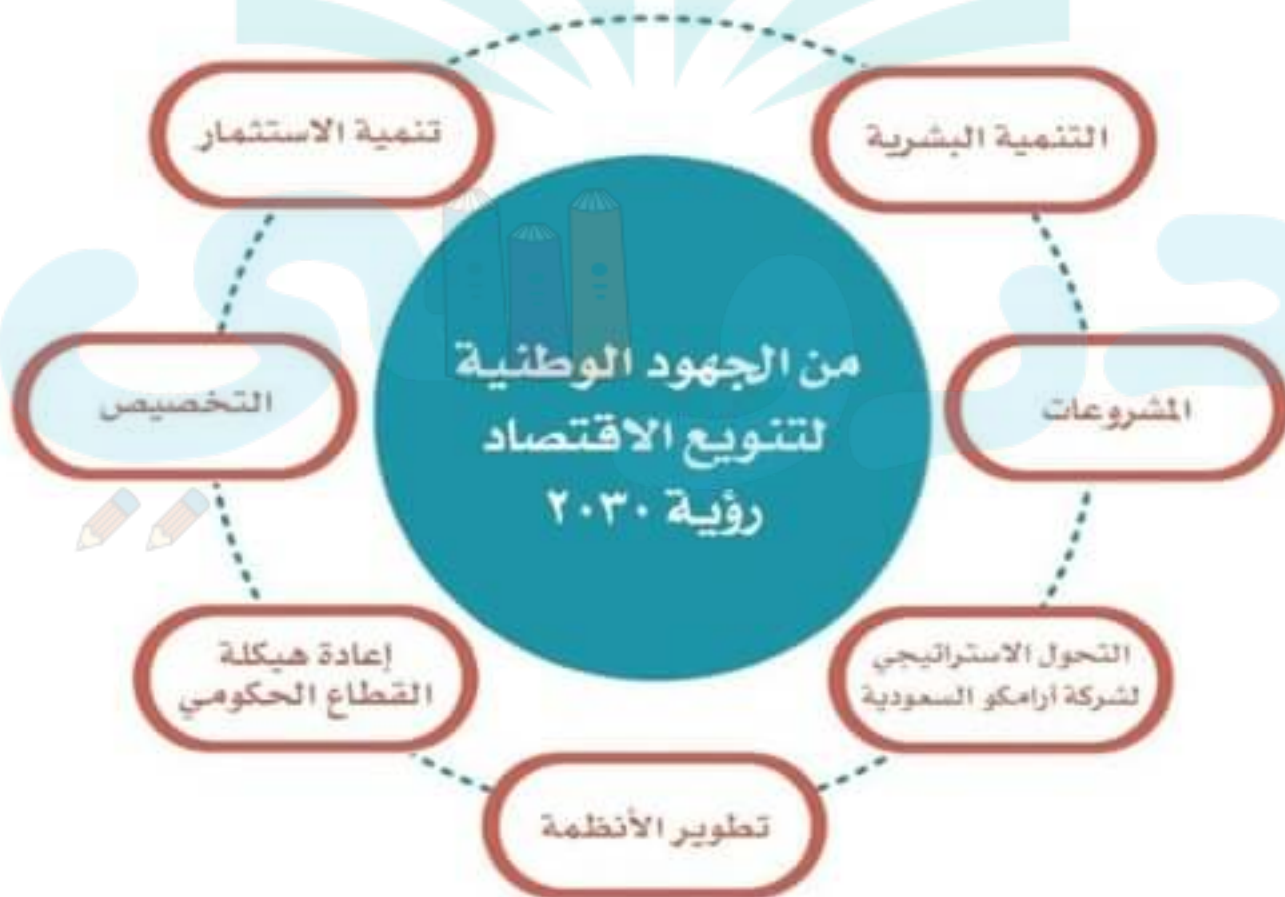 من الجهود الوطنية
لتنويع الاقتصاد
رؤية ٢٠٣٠
التنمية البشرية
المشروعات
التحول الاستراتيجي
لشركة أرامكو السعودية
تطوير الأنظمة
إعادة هيكلة
القطاع الحكومي
التخصيص
تنمية الاستثمار